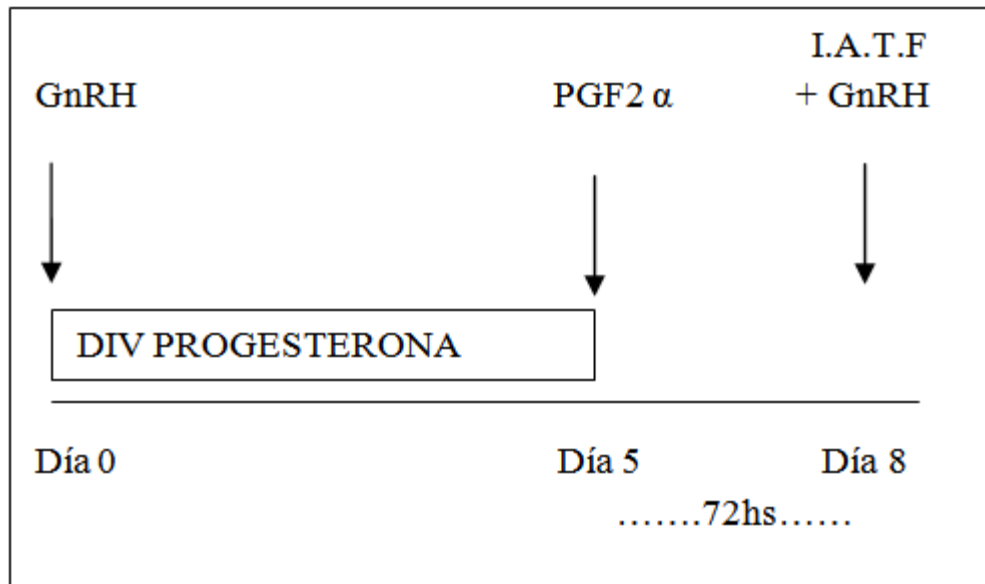 I.A.T.F
GnRH PGF2 α + GnRH
DIV PROGESTERONA
Día 0 Día 5 Día 8
…….72hs……